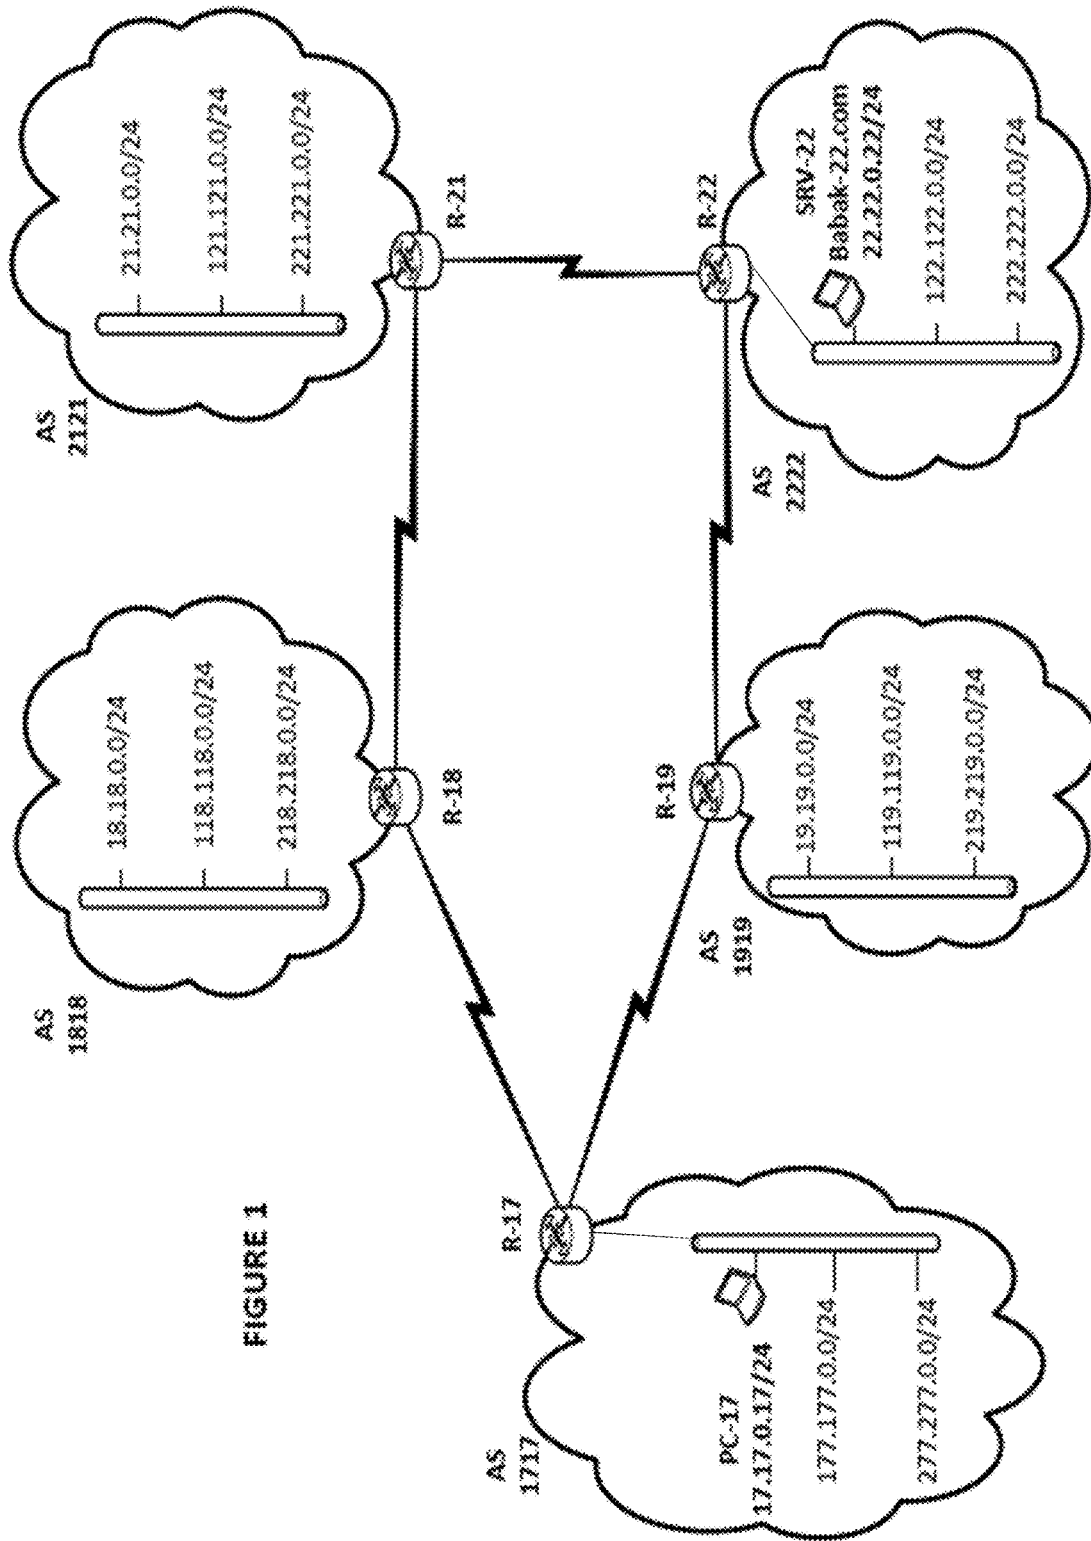 FIGURE 1
AS
1717
R-17
PC-17
17.17.0.17/24
177.177.0.0/24
277.277.0.0/24
AS
1818
18.18.0.0/24
118.118.0.0/24
218.218.0.0/24
R-18
AS
1919
R-19
19.19.0.0/24
119.119.0.0/24
219.219.0.0/24
AS
2121
21.21.0.0/24
121.121.0.0/24
221.221.0.0/24
R-21
AS
2222
R-22
SRV-22
Babak-22.com
22.22.0.22/24
122.122.0.0/24
222.222.0.0/24